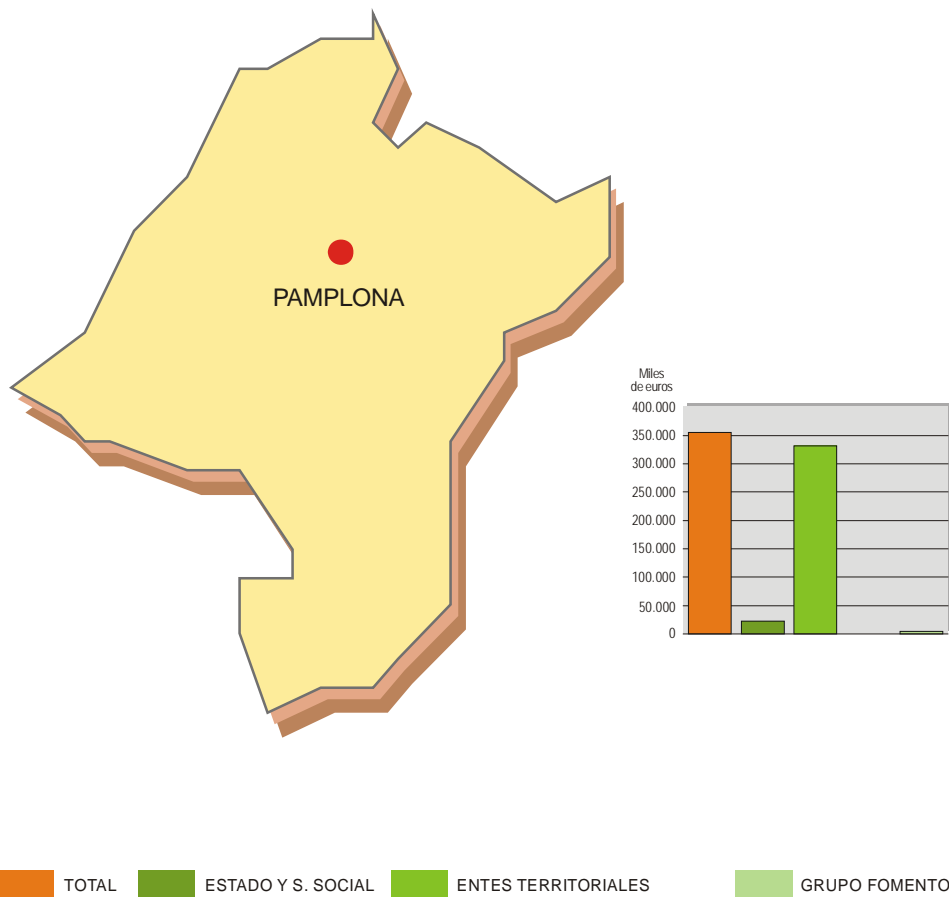 PAMPLONA
Miles
de euros
400.000
350.000
300.000
250.000
200.000
150.000
100.000
50.000
0
TOTAL ESTADO Y S. SOCIAL ENTES TERRITORIALES GRUPO FOMENTO